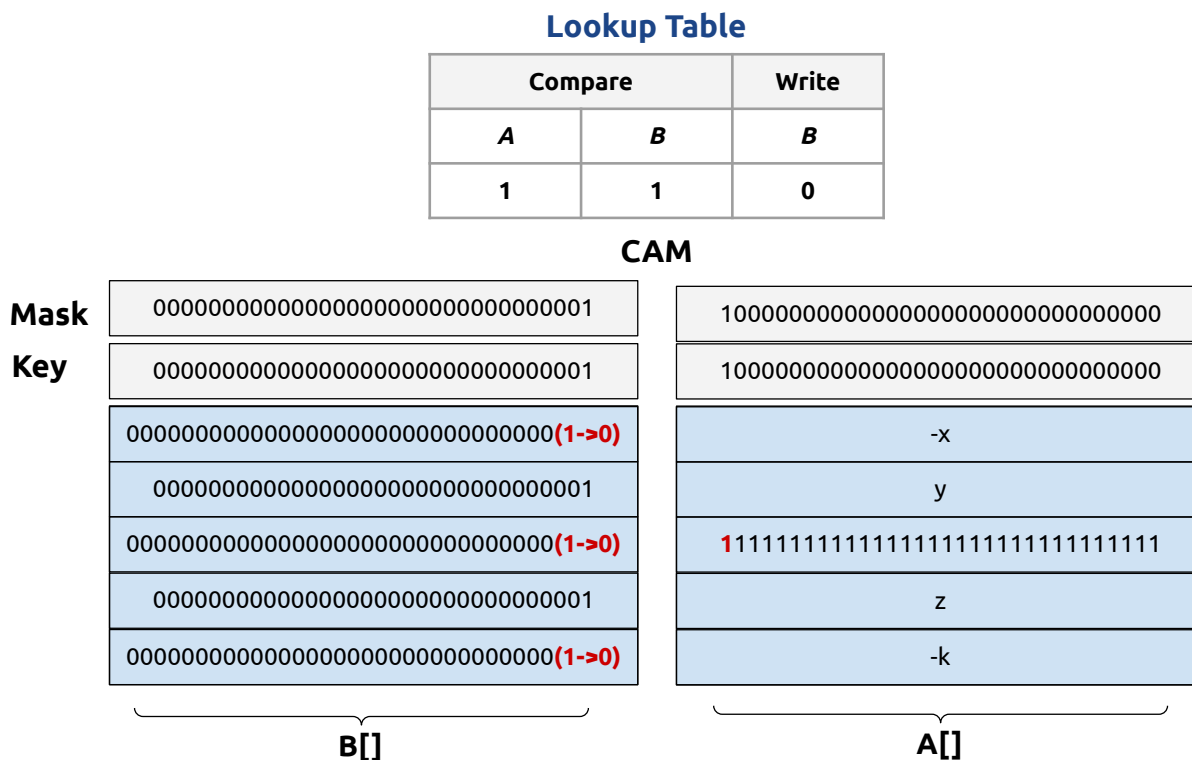 Lookup Table
Compare Write
A B B
1 1 0
CAM
Mask 00000000000000000000000000000001 10000000000000000000000000000000
Key 00000000000000000000000000000001 10000000000000000000000000000000
0000000000000000000000000000000(1->0) -x
00000000000000000000000000000001 y
0000000000000000000000000000000(1->0) 11111111111111111111111111111111
00000000000000000000000000000001 z
0000000000000000000000000000000(1->0) -k
B[] A[]